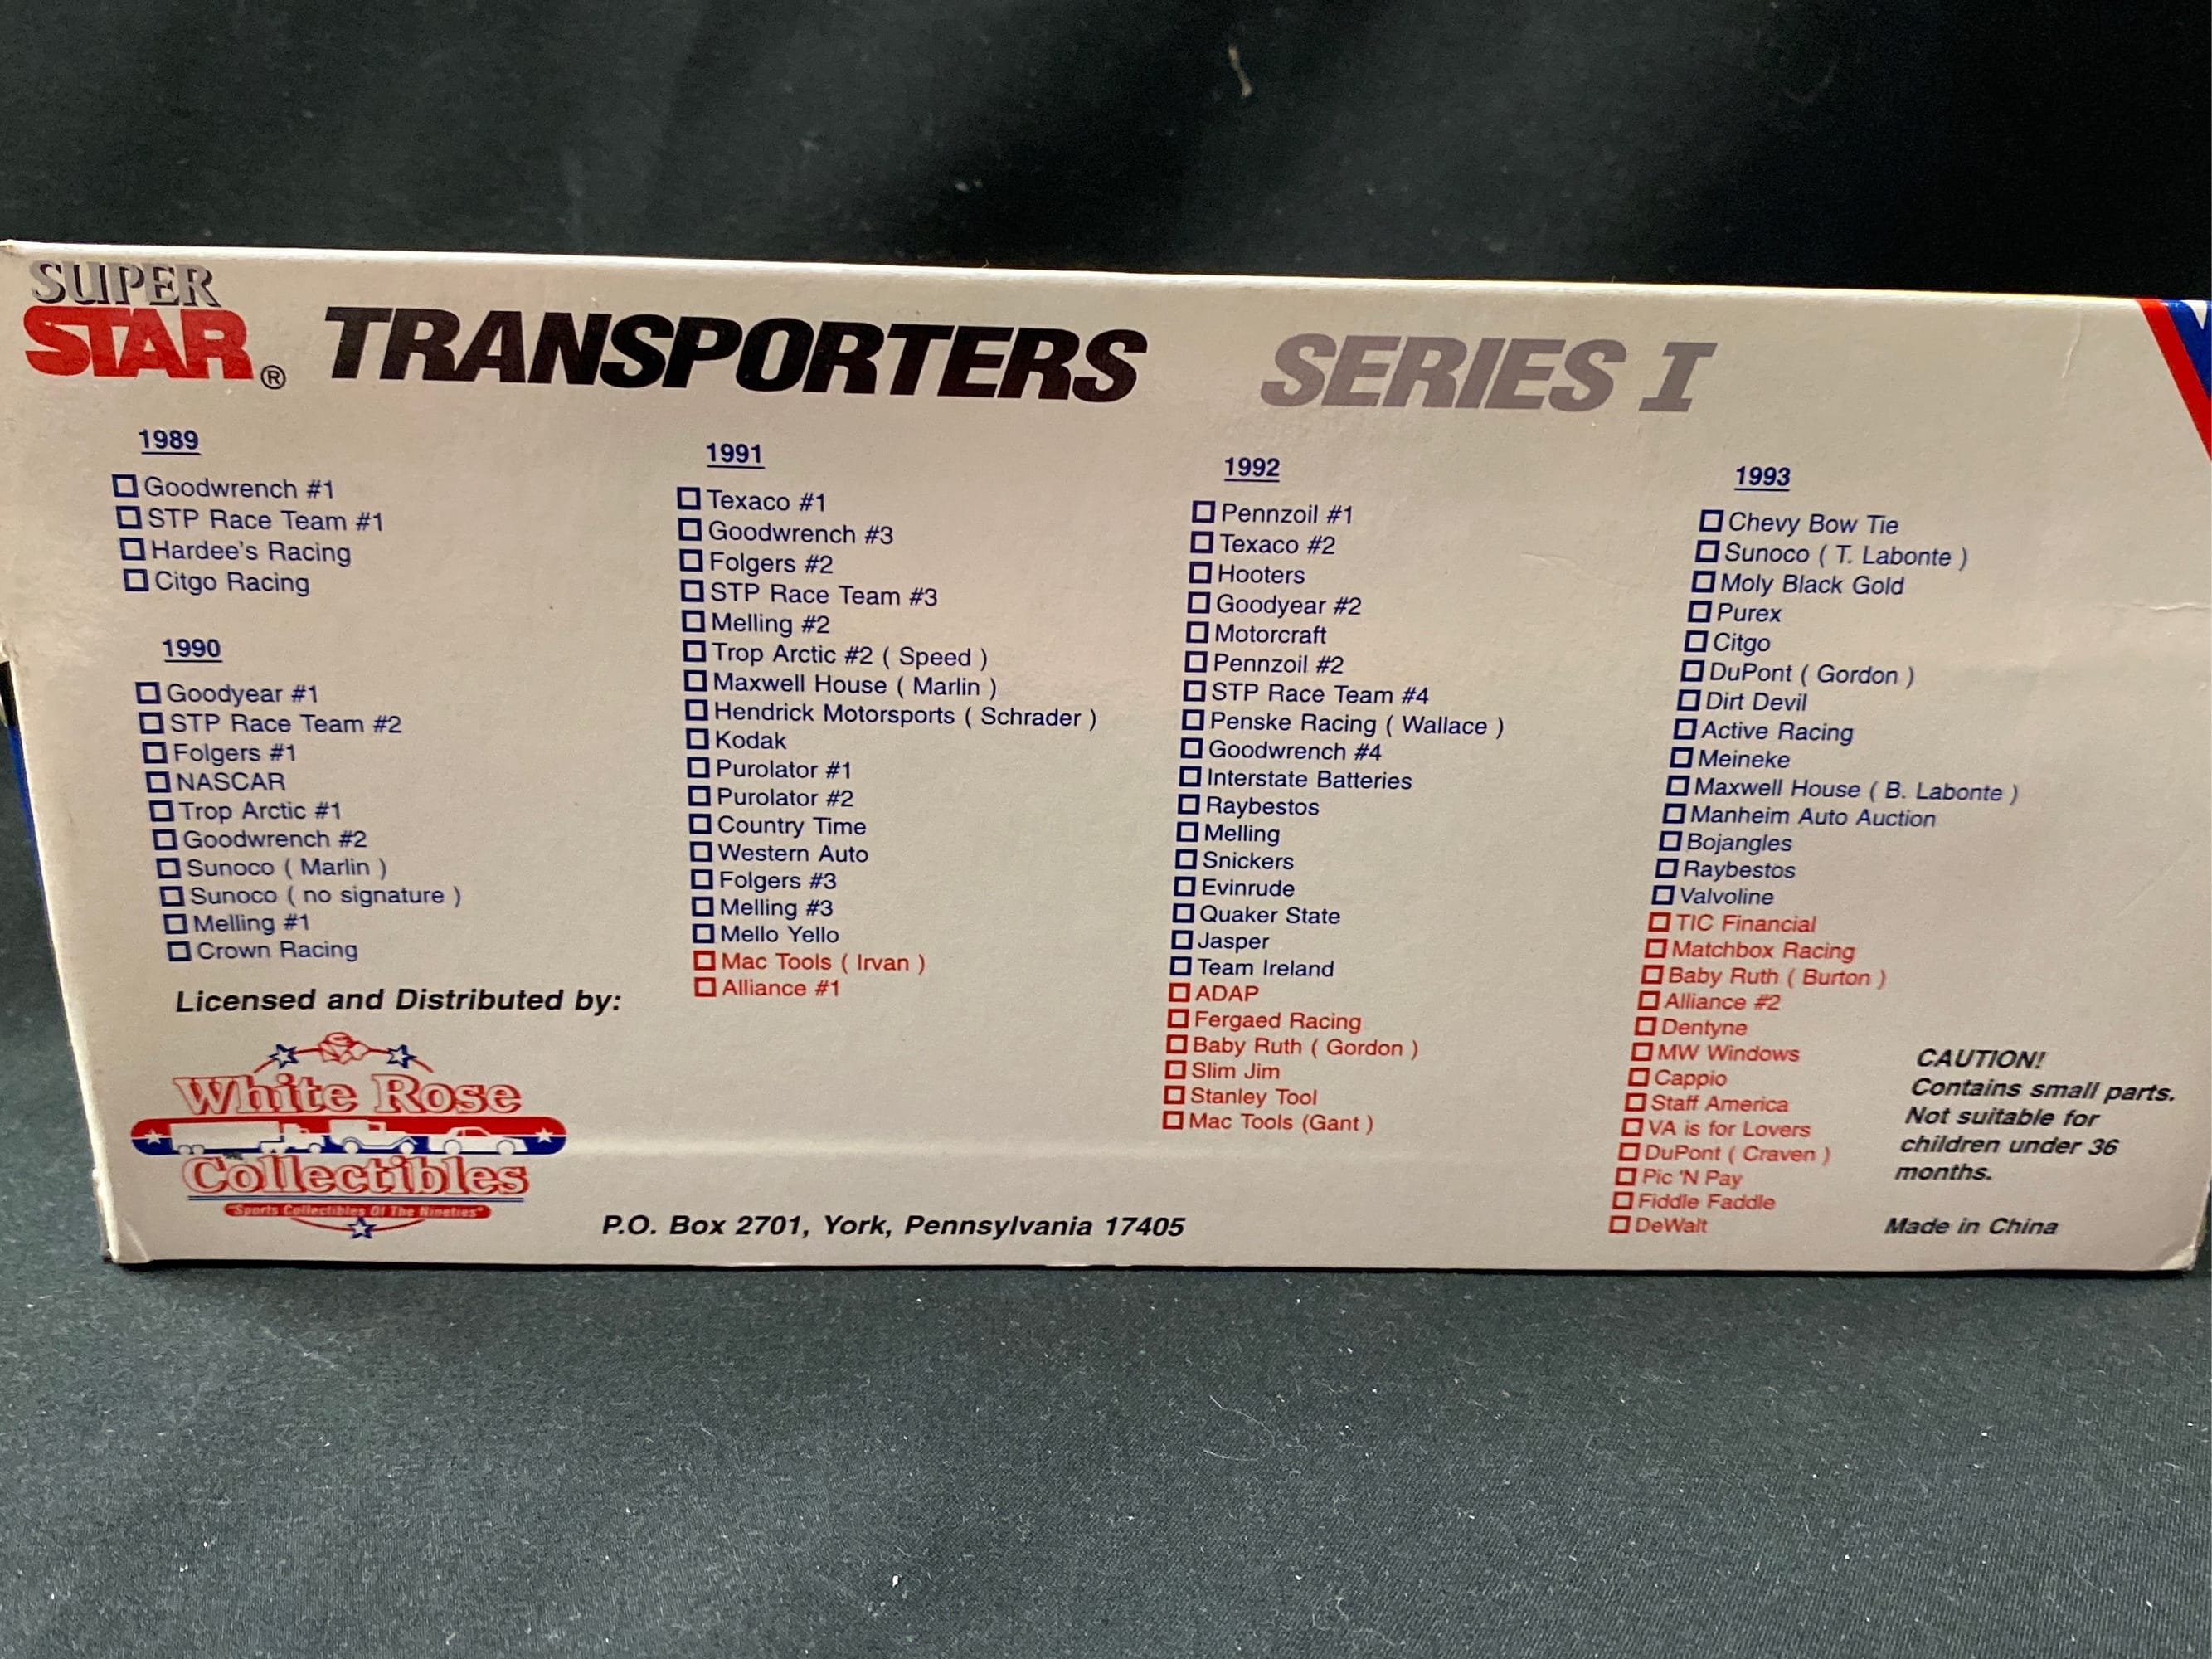 SUPER
STAR® TRANSPORTERS SERIES I
1989
Goodwrench #1
STP Race Team #1
Hardee's Racing
Citgo Racing
1990
Goodyear #1
STP Race Team #2
Folgers #1
NASCAR
Trop Arctic #1
Goodwrench #2
Sunoco ( Marlin )
Sunoco ( no signature )
Melling #1
Crown Racing
Licensed and Distributed by:
White Rose
Collectibles
"Sports Collectibles Of The Nineties"
P.O. Box 2701, York, Pennsylvania 17405
1991
Texaco #1
Goodwrench #3
Folgers #2
STP Race Team #3
Melling #2
Trop Arctic #2 ( Speed )
Maxwell House ( Marlin )
Hendrick Motorsports ( Schrader )
Kodak
Purolator #1
Purolator #2
Country Time
Western Auto
Folgers #3
Melling #3
Mello Yello
Mac Tools ( Irvan )
Alliance #1
1992
Pennzoil #1
Texaco #2
Hooters
Goodyear #2
Motorcraft
Pennzoil #2
STP Race Team #4
Penske Racing ( Wallace )
Goodwrench #4
Interstate Batteries
Raybestos
Melling
Snickers
Evinrude
Quaker State
Jasper
Team Ireland
ADAP
Fergaed Racing
Baby Ruth ( Gordon )
Slim Jim
Stanley Tool
Mac Tools (Gant )
1993
Chevy Bow Tie
Sunoco ( T. Labonte )
Moly Black Gold
Purex
Citgo
DuPont ( Gordon )
Dirt Devil
Active Racing
Meineke
Maxwell House ( B. Labonte )
Manheim Auto Auction
Bojangles
Raybestos
Valvoline
TIC Financial
Matchbox Racing
Baby Ruth ( Burton )
Alliance #2
Dentyne
MW Windows
Cappio
Staff America
VA is for Lovers
DuPont ( Craven )
Pic 'N Pay
Fiddle Faddle
DeWalt
CAUTION!
Contains small parts.
Not suitable for
children under 36
months.
Made in China